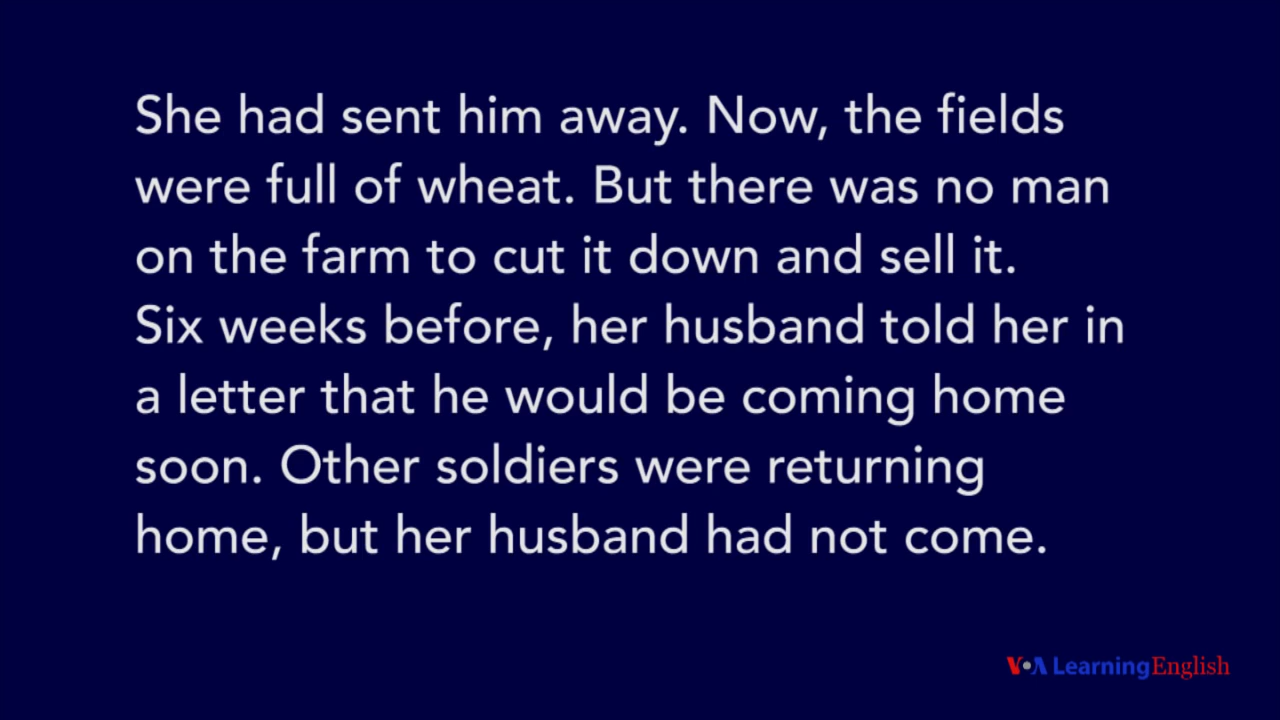 She had sent him away. Now, the fields
were full of wheat. But there was no man
on the farm to cut it down and sell it.
Six weeks before, her husband told her in
a letter that he would be coming home
soon. Other soldiers were returning
home, but her husband had not come.
VOA Learning English